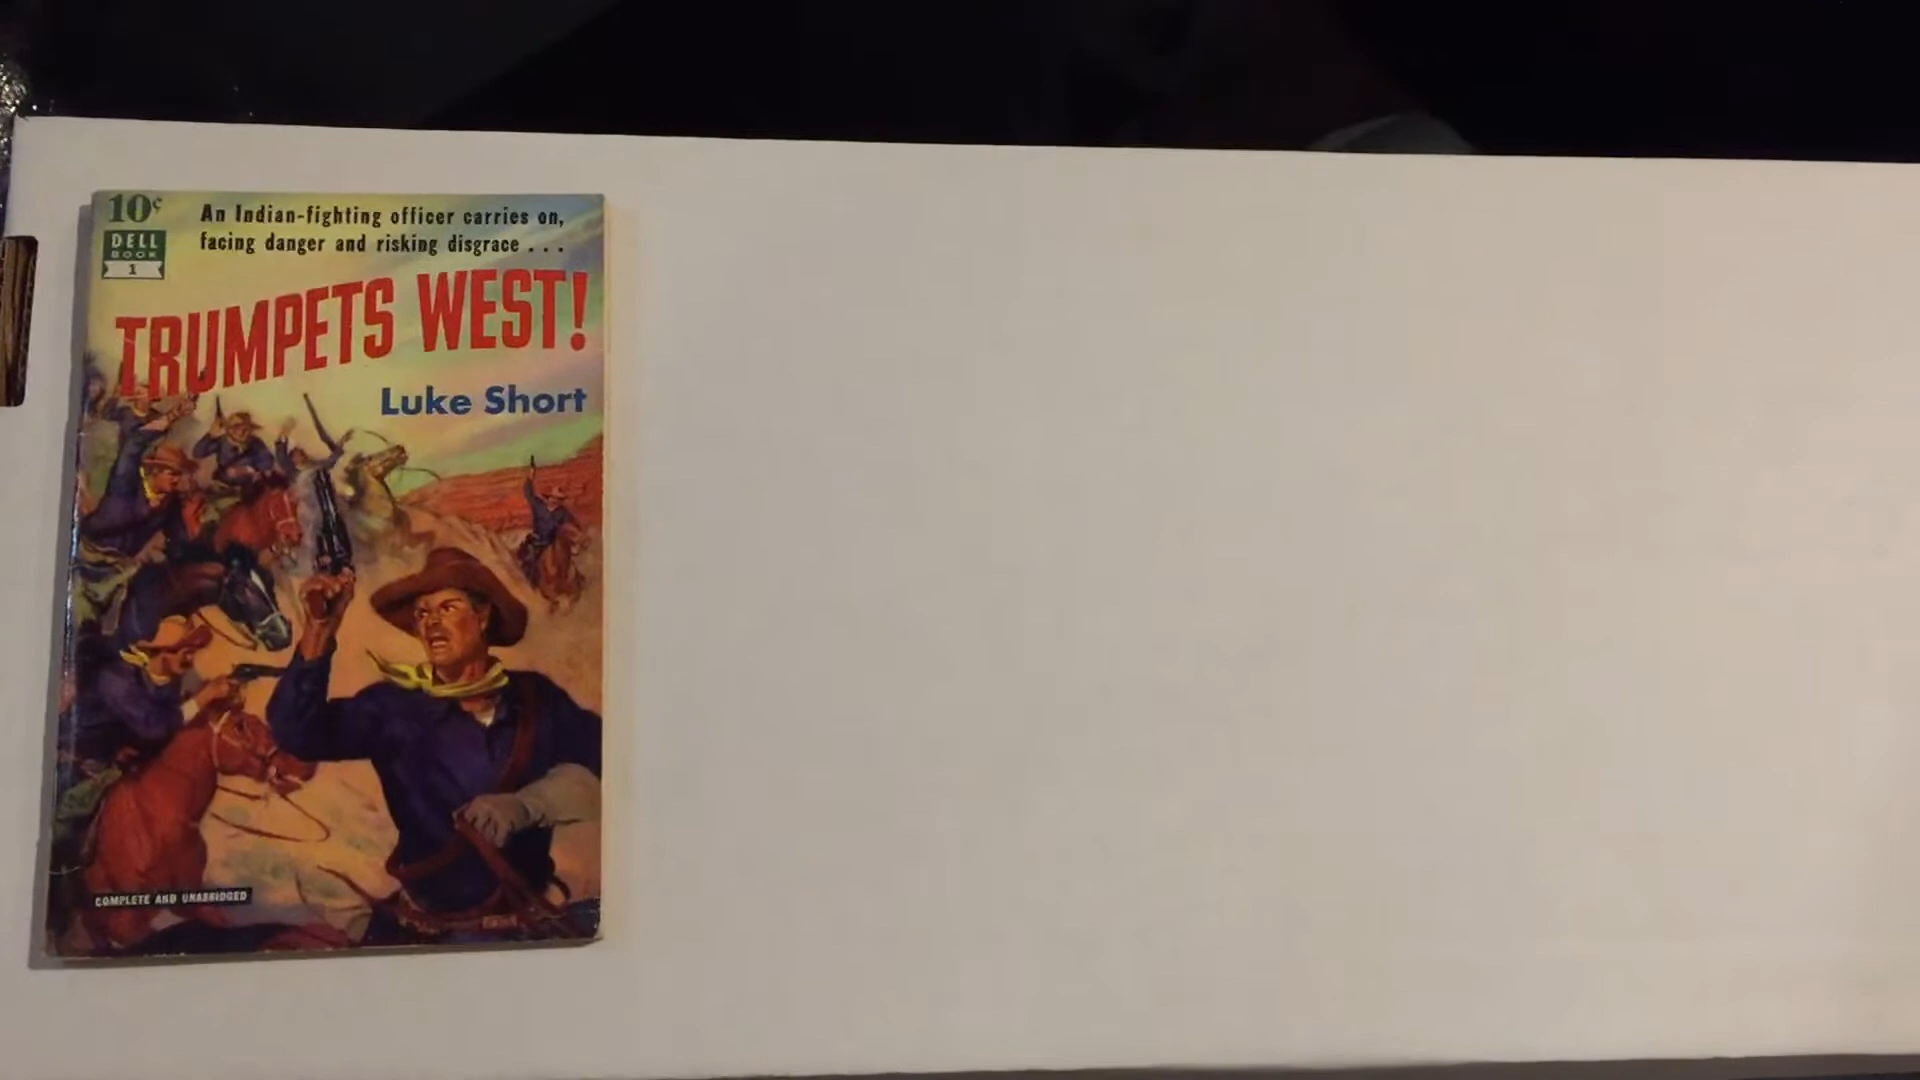 10¢
DELL
BOOK
1
An Indian-fighting officer carries on,
facing danger and risking disgrace . . .
TRUMPETS WEST!
Luke Short
COMPLETE AND UNABRIDGED